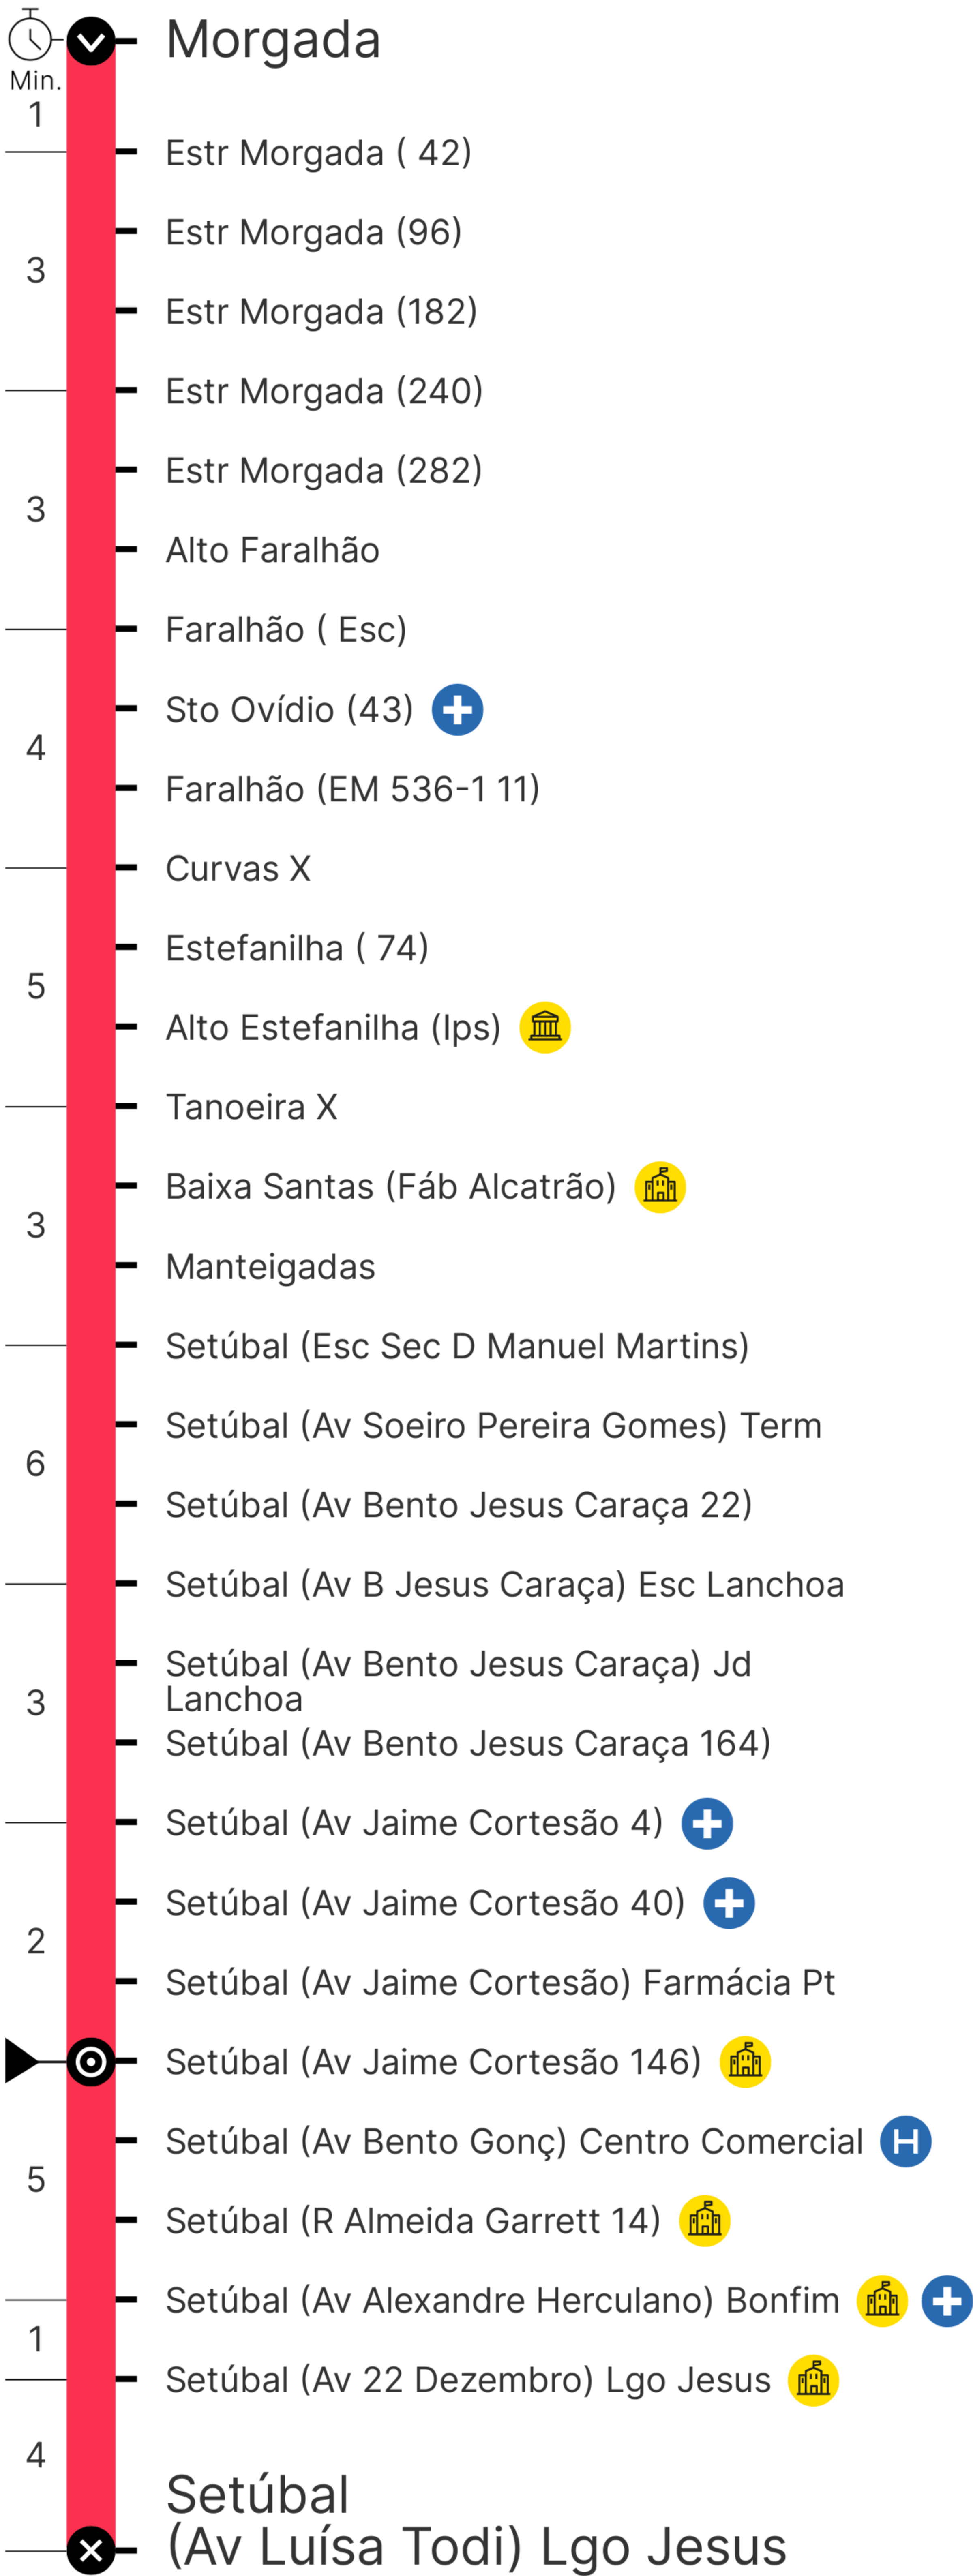 Morgada
Min.
1
Estr Morgada ( 42)
Estr Morgada (96)
3
Estr Morgada (182)
Estr Morgada (240)
Estr Morgada (282)
3
Alto Faralhão
Faralhão ( Esc)
Sto Ovídio (43)
4
Faralhão (EM 536-1 11)
Curvas X
Estefanilha ( 74)
5
Alto Estefanilha (Ips)
Tanoeira X
Baixa Santas (Fáb Alcatrão)
3
Manteigadas
Setúbal (Esc Sec D Manuel Martins)
Setúbal (Av Soeiro Pereira Gomes) Term
6
Setúbal (Av Bento Jesus Caraça 22)
Setúbal (Av B Jesus Caraça) Esc Lanchoa
Setúbal (Av Bento Jesus Caraça) Jd
Lanchoa
3
Setúbal (Av Bento Jesus Caraça 164)
Setúbal (Av Jaime Cortesão 4)
Setúbal (Av Jaime Cortesão 40)
2
Setúbal (Av Jaime Cortesão) Farmácia Pt
Setúbal (Av Jaime Cortesão 146)
Setúbal (Av Bento Gonç) Centro Comercial H
5
Setúbal (R Almeida Garrett 14)
Setúbal (Av Alexandre Herculano) Bonfim
1
Setúbal (Av 22 Dezembro) Lgo Jesus
4
Setúbal
(Av Luísa Todi) Lgo Jesus